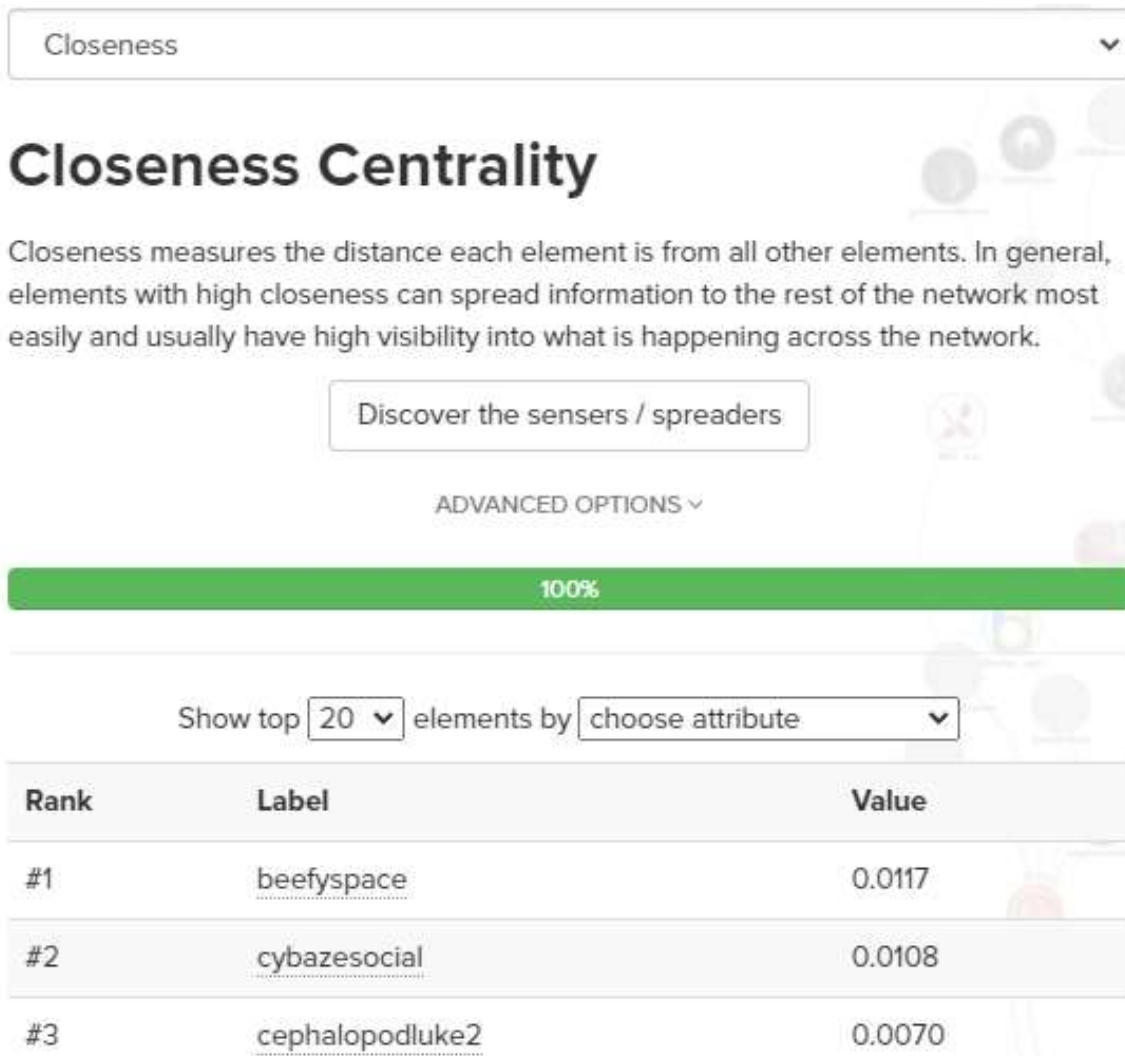 Closeness
Closeness Centrality
Closeness measures the distance each element is from all other elements. In general,
elements with high closeness can spread information to the rest of the network most
easily and usually have high visibility into what is happening across the network.
Discover the sensers / spreaders
ADVANCED OPTIONS
100%
Show top 20 elements by choose attribute
Rank Label Value
#1 beefyspace 0.0117
#2 cybazesocial 0.0108
#3 cephalopodluke2 0.0070